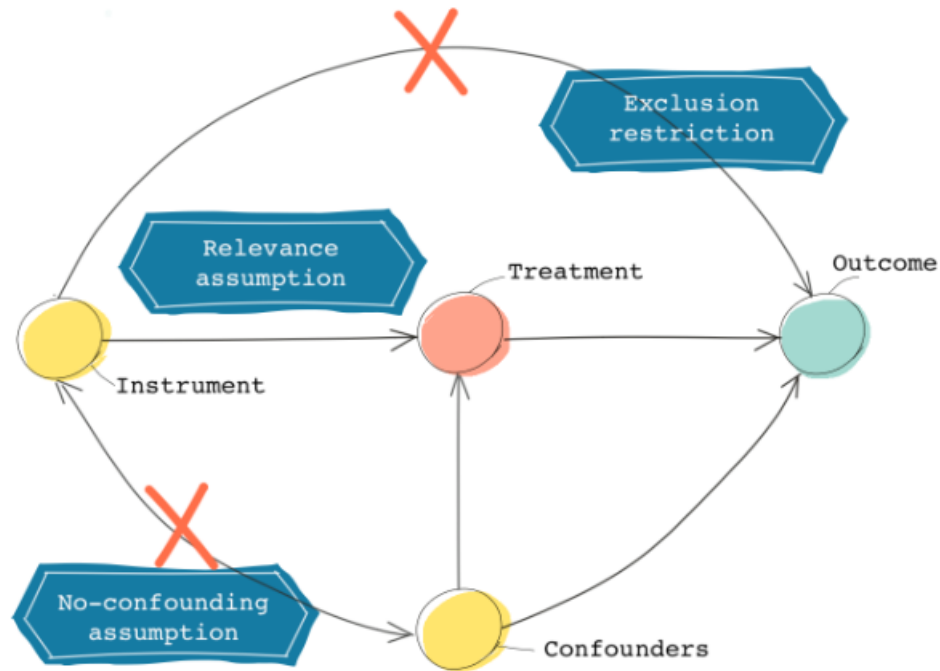 Exclusion
restriction
Relevance
assumption
Treatment
Outcome
Instrument
No-confounding
assumption
Confounders